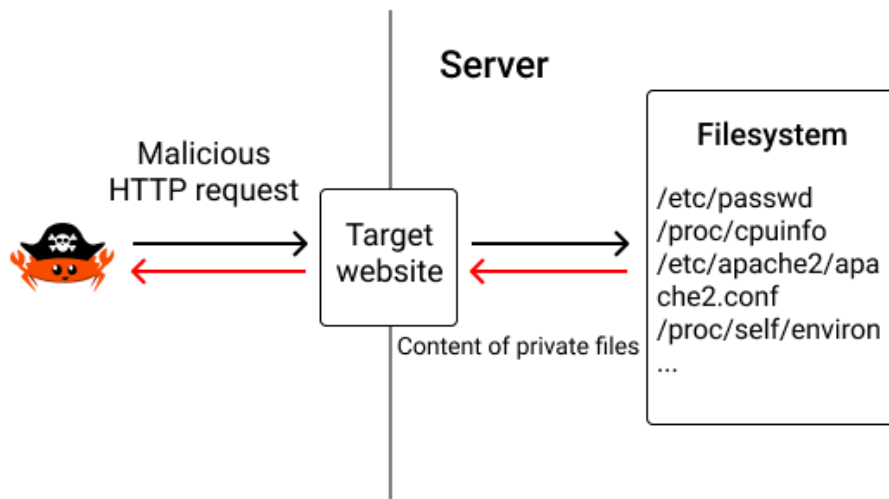 Server
Malicious
HTTP request
Target
website
Content of private files
Filesystem
/etc/passwd
/proc/cpuinfo
/etc/apache2/apa
che2.conf
/proc/self/environ
...